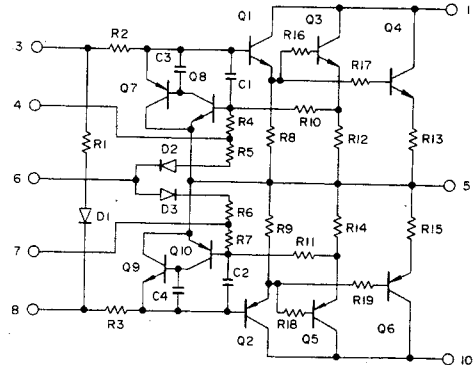 Q1 Q3 Q4 1
3 R2 R16
C3 Q8 R17
Q7 C1
4 R4 R10
R1 R5 R8 R12 R13
D2
6 5
D3 R6 R9 R14 R15
7 R7 R11
Q10
Q9 C2 R19
D1 C4
8 R3 R18
Q2 Q5 Q6
10